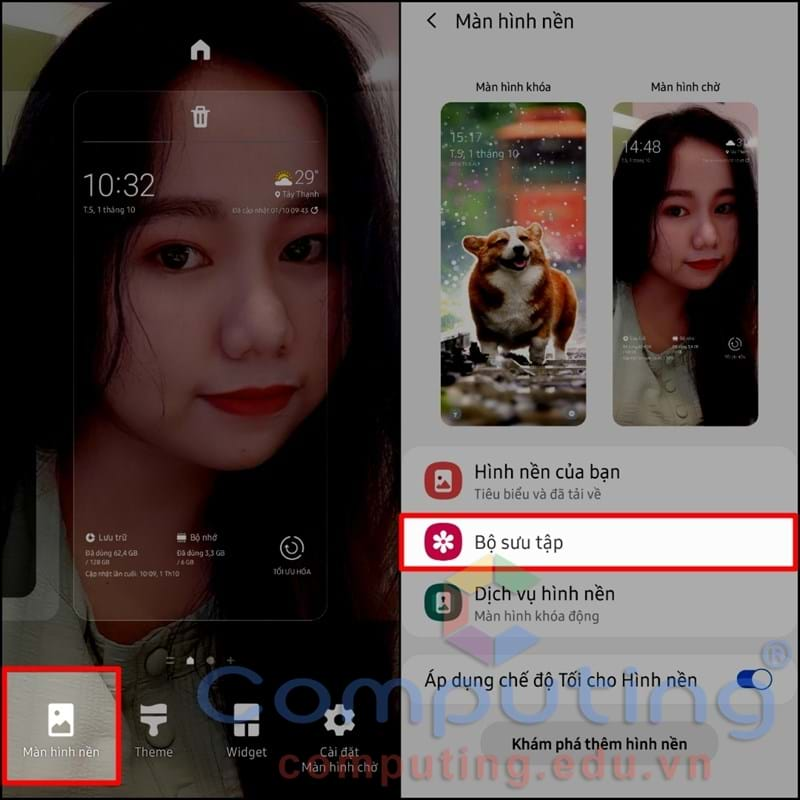 10:32
T.5, 1 tháng 10
29°
Tây Thạnh
Đã cập nhật 01/10 09:43
Lưu trữ
Đã dùng 62,4 GB
/ 128 GB
Cập nhật lần cuối: 10:09, 1 Th10
Bộ nhớ
Đã dùng 3,3 GB
/ 6 GB
TỐI ƯU HÓA
Màn hình nền
Theme
Widget
Cài đặt
Màn hình chờ
Màn hình nền
Màn hình khóa
Màn hình chờ
15:17
T.5, 1 tháng 10
14:48
Hình nền của bạn
Tiêu biểu và đã tải về
Bộ sưu tập
Dịch vụ hình nền
Màn hình khóa động
Áp dụng chế độ Tối cho Hình nền
Khám phá thêm hình nền
Computing®
computing.edu.vn